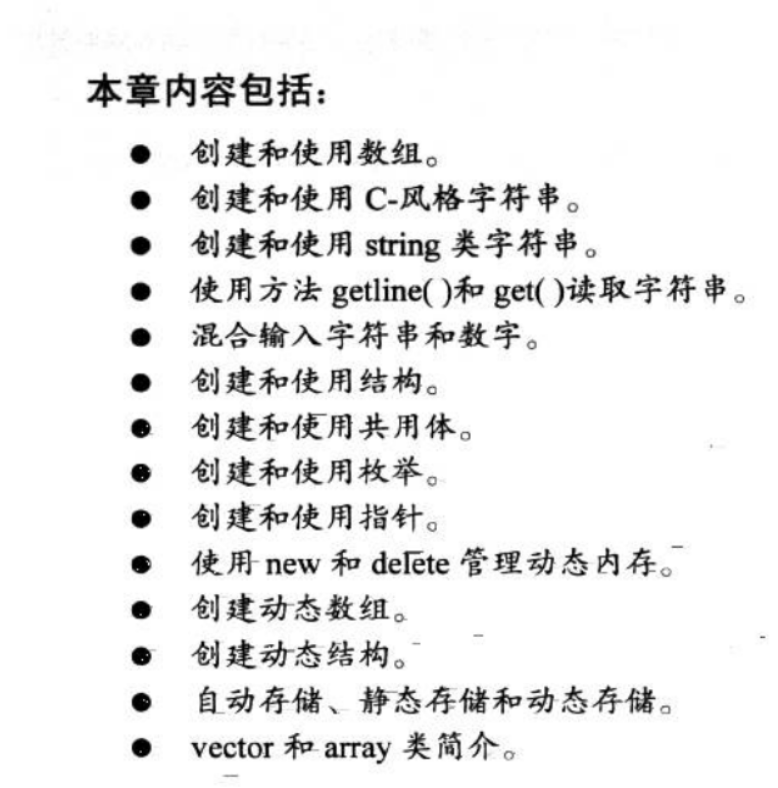 本章内容包括：
● 创建和使用数组。
● 创建和使用 C-风格字符串。
● 创建和使用 string 类字符串。
● 使用方法 getline( )和 get( )读取字符串。
● 混合输入字符串和数字。
● 创建和使用结构。
● 创建和使用共用体。
● 创建和使用枚举。
● 创建和使用指针。
● 使用 new 和 delete 管理动态内存。
● 创建动态数组。
● 创建动态结构。
● 自动存储、静态存储和动态存储。
● vector 和 array 类简介。